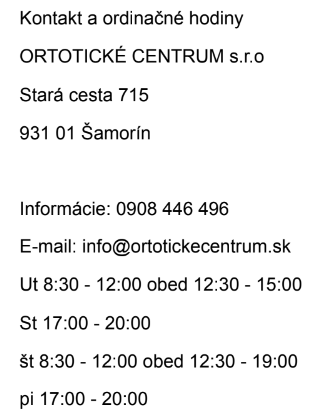 Kontakt a ordinačné hodiny
ORTOTICKÉ CENTRUM s.r.o
Stará cesta 715
931 01 Šamorín
Informácie: 0908 446 496
E-mail: info@ortotickecentrum.sk
Ut 8:30 - 12:00 obed 12:30 - 15:00
St 17:00 - 20:00
št 8:30 - 12:00 obed 12:30 - 19:00
pi 17:00 - 20:00